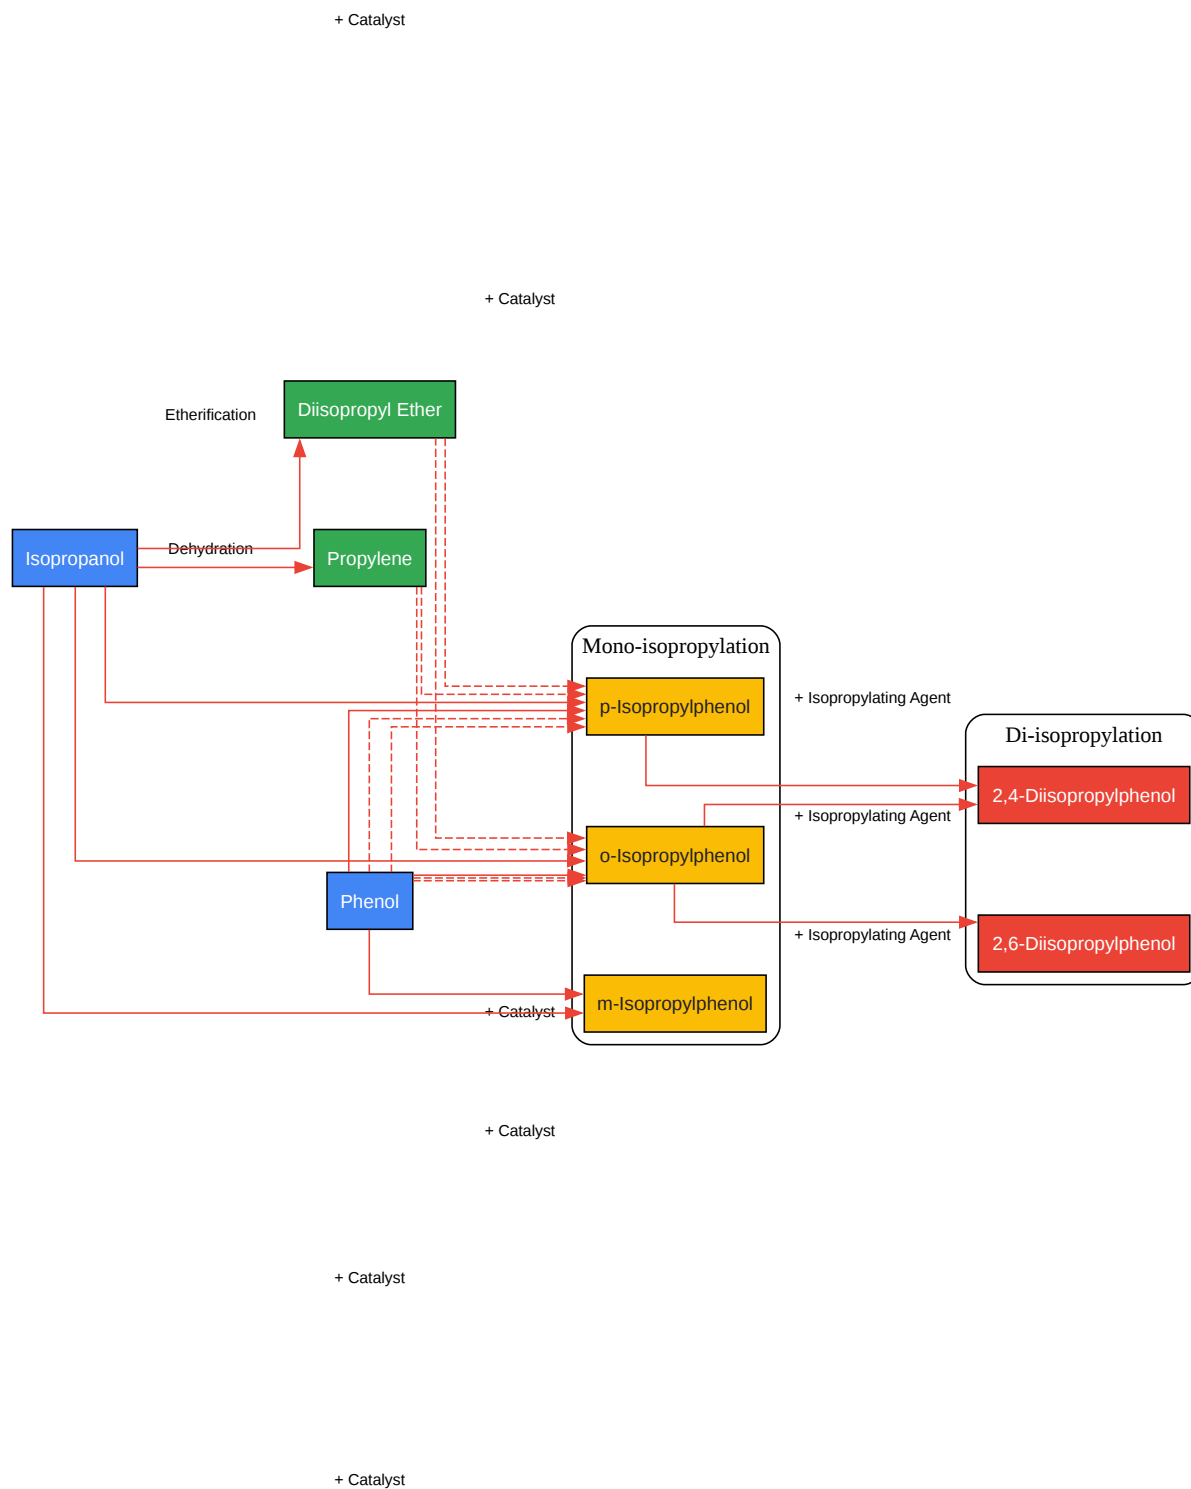 + Catalyst
+ Catalyst
Etherification
Diisopropyl Ether
Isopropanol
Dehydration
Propylene
Mono-isopropylation
p-Isopropylphenol
+ Isopropylating Agent
Di-isopropylation
2,4-Diisopropylphenol
+ Isopropylating Agent
o-Isopropylphenol
Phenol
+ Isopropylating Agent
2,6-Diisopropylphenol
m-Isopropylphenol
+ Catalyst
+ Catalyst
+ Catalyst
+ Catalyst